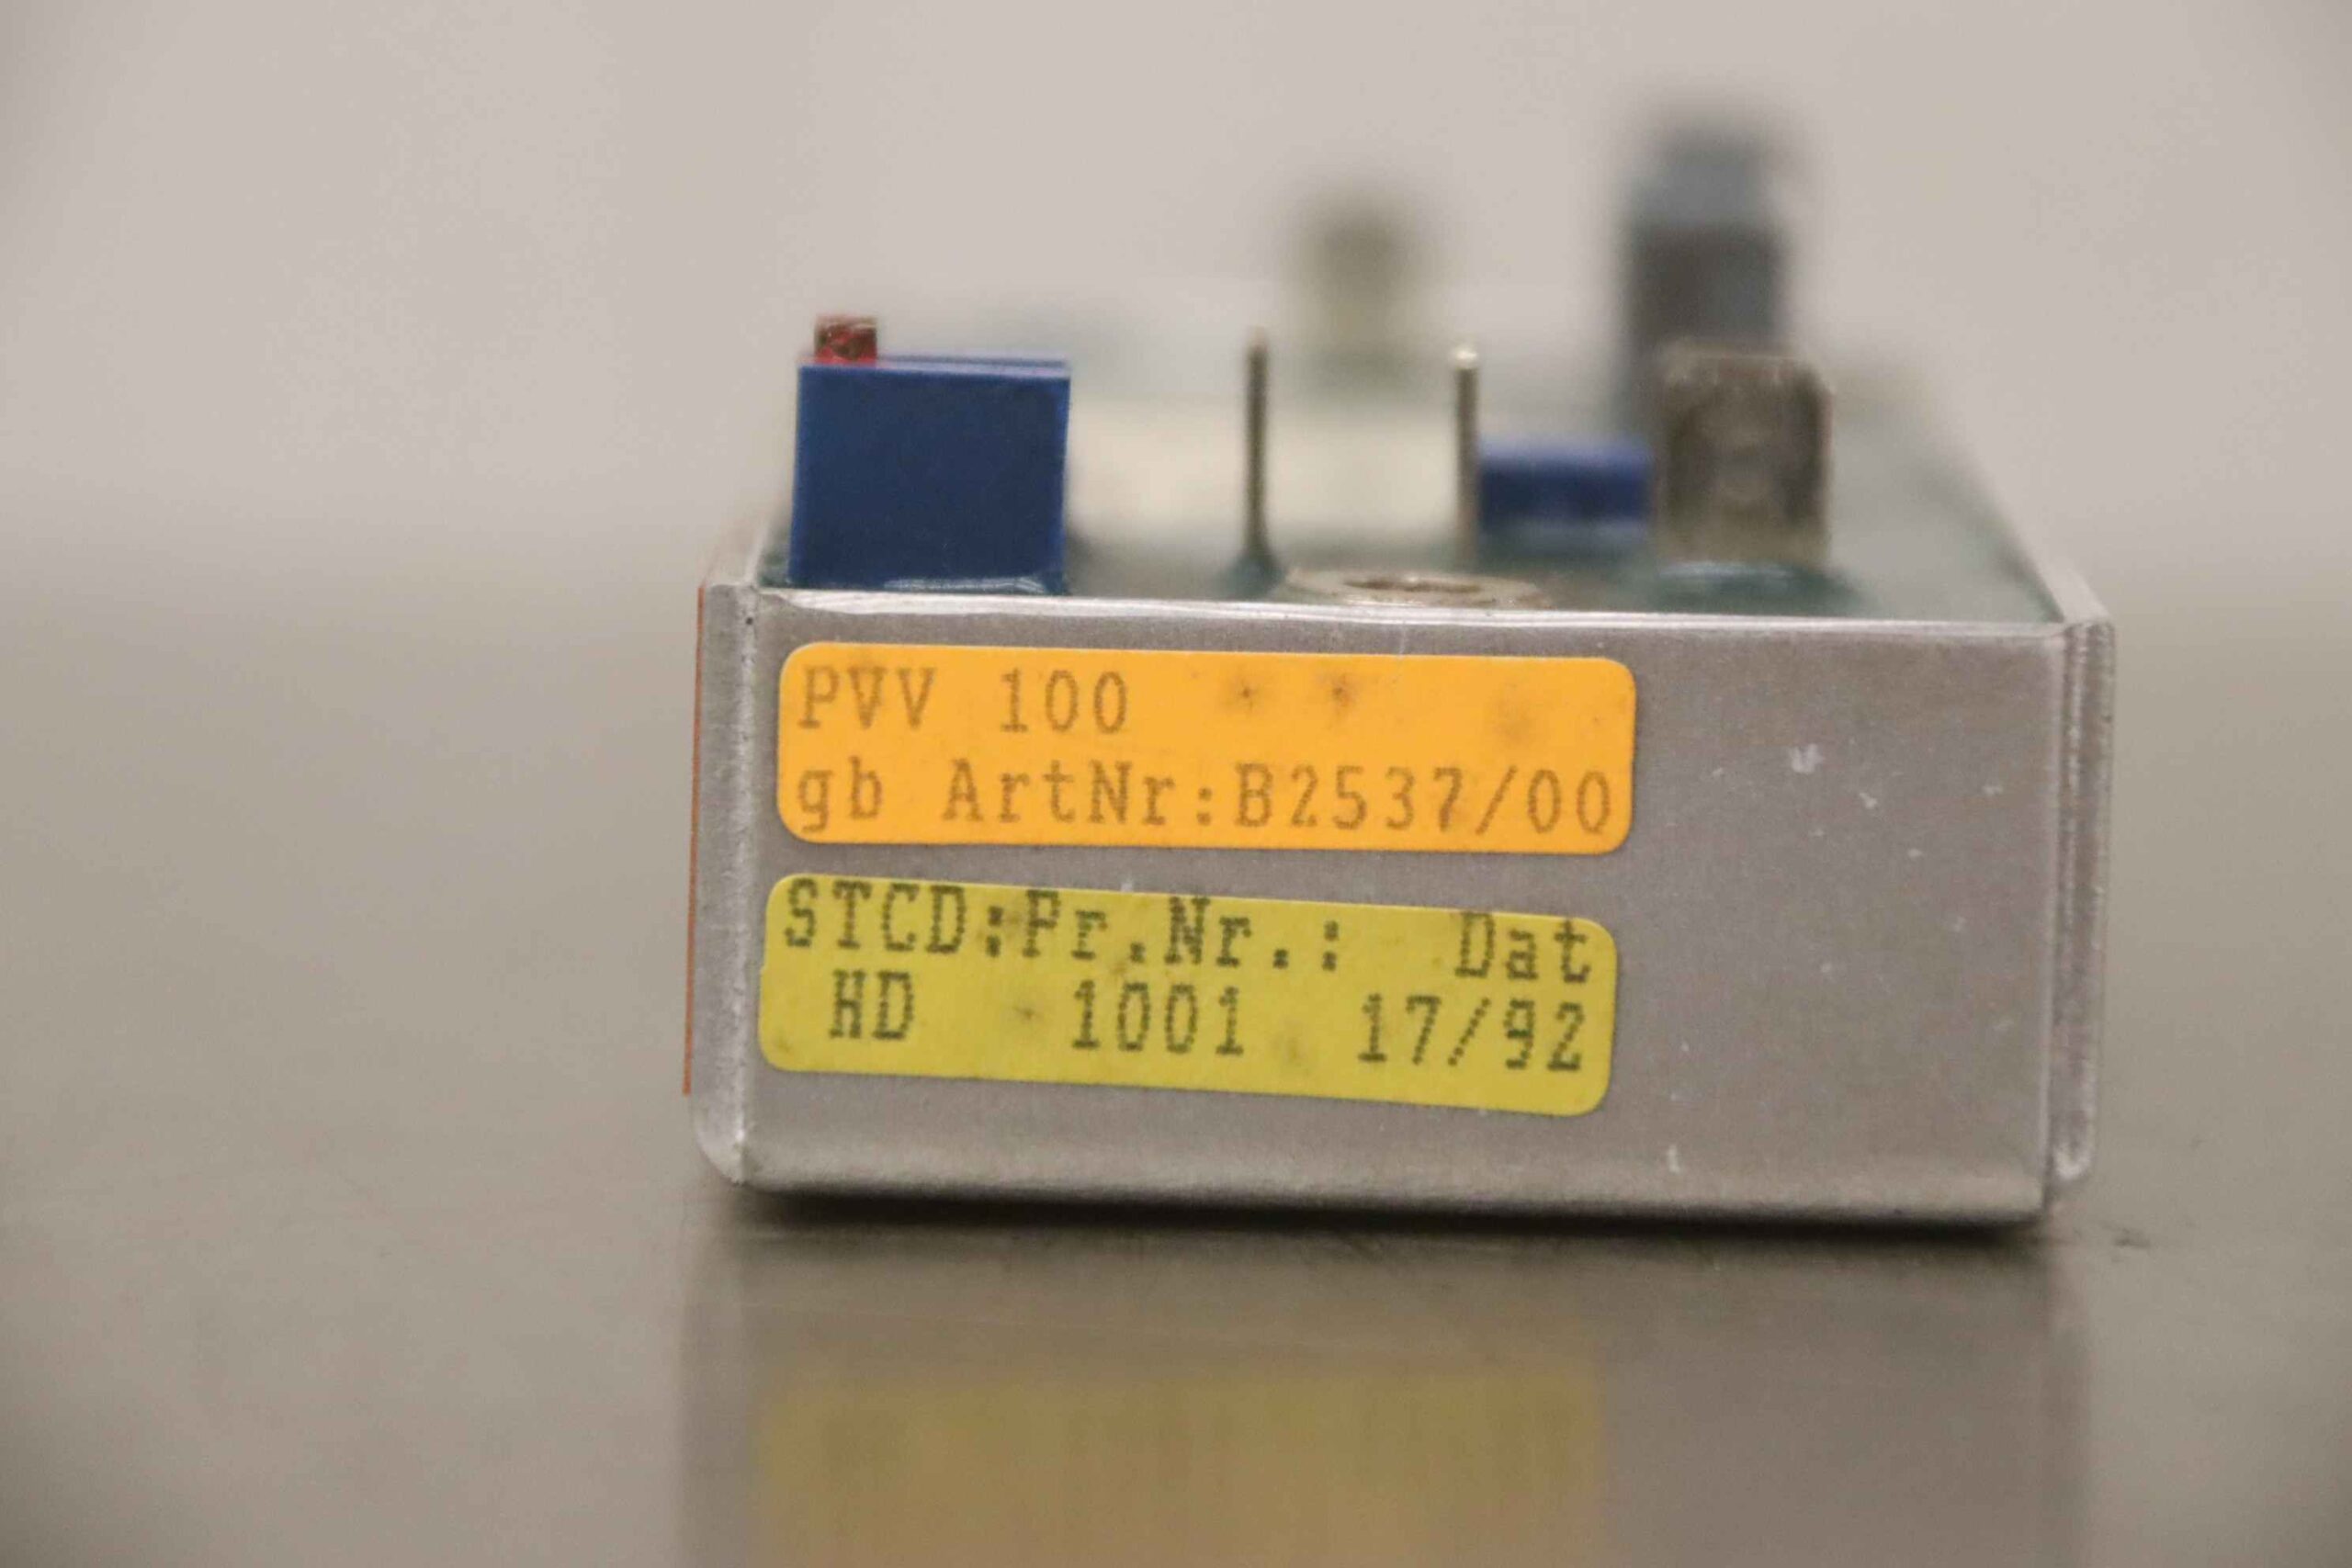 PVV 100
gb ArtNr:B2537/00
STCD:Pr.Nr.: Dat
HD 1001 17/92